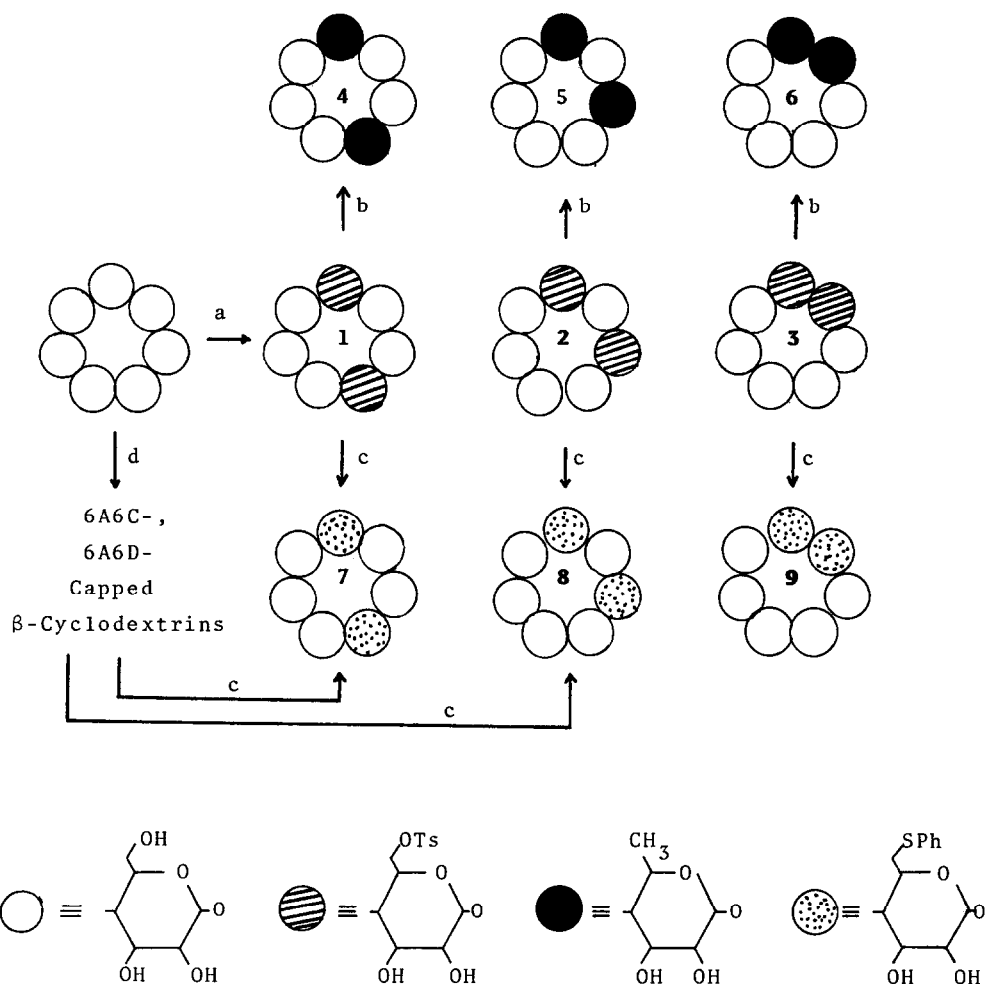 4 5 6
b b b
a
1 2 3
d c c c
6A6C-,
6A6D-
Capped
β-Cyclodextrins
7 8 9
c
c
OH OTs CH3 SPh
O O O O
≡ O ≡ O ≡ O ≡ O
OH OH OH OH OH OH OH OH